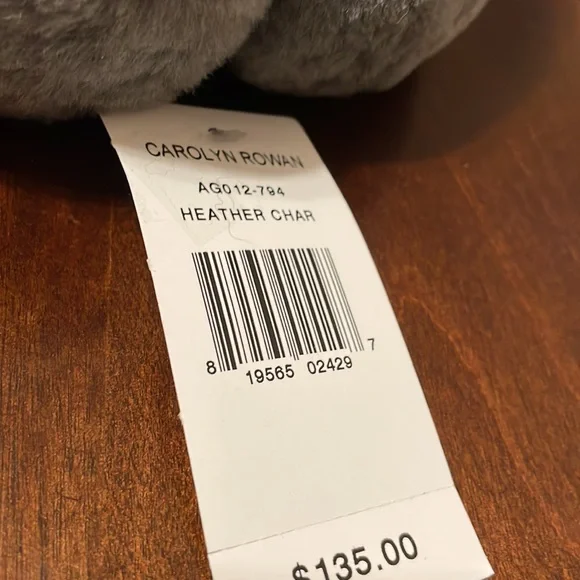 CAROLYN ROWAN
AG012-794
HEATHER CHAR
8 19565 02429 7
$135.00